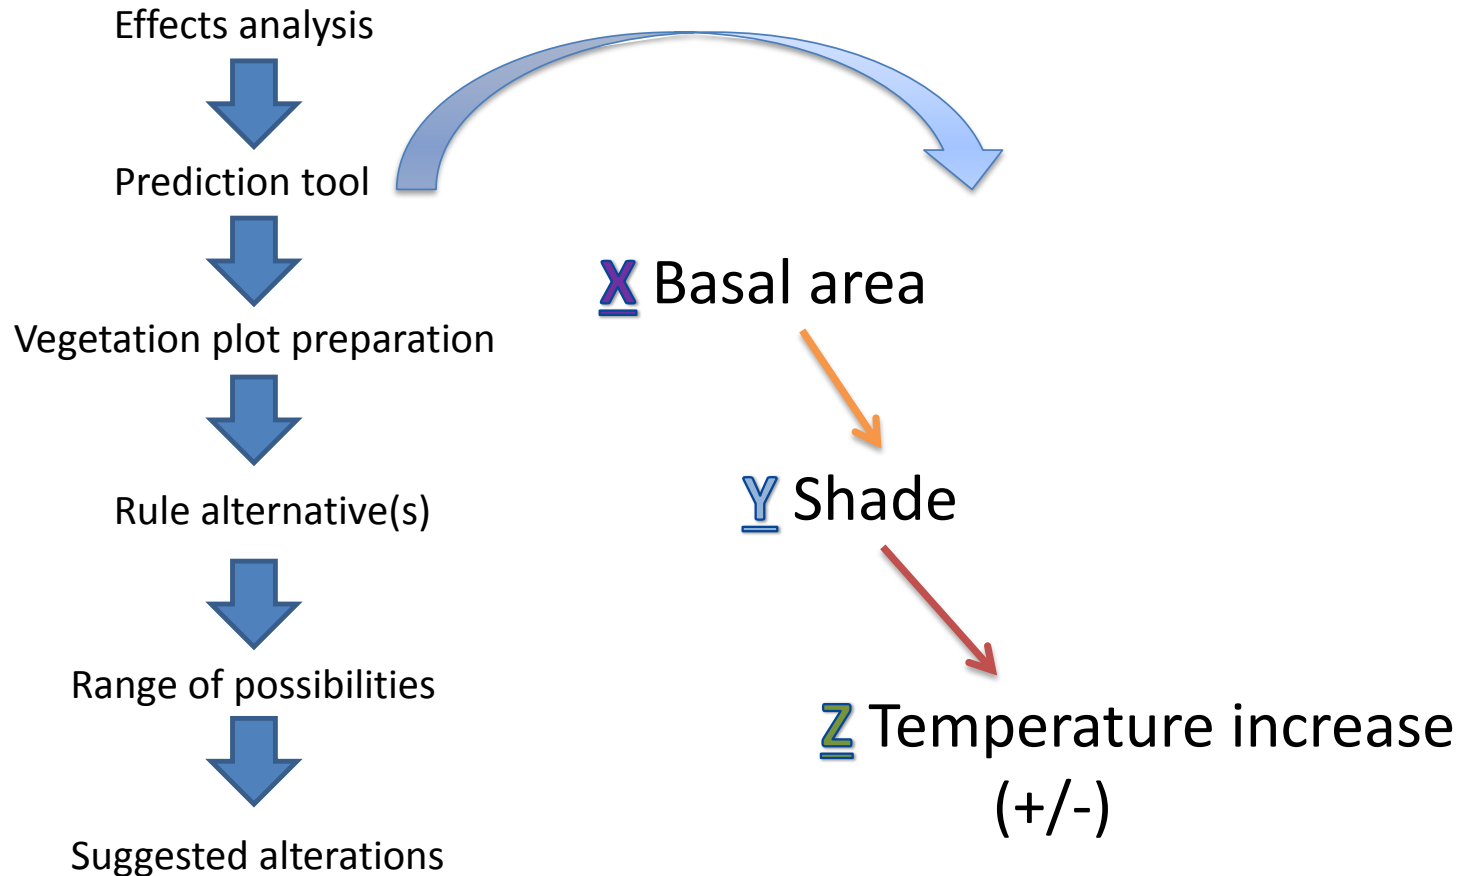 Effects analysis
Prediction tool
Vegetation plot preparation
Rule alternative(s)
Range of possibilities
Suggested alterations
X Basal area
Y Shade
Z Temperature increase
(+/-)